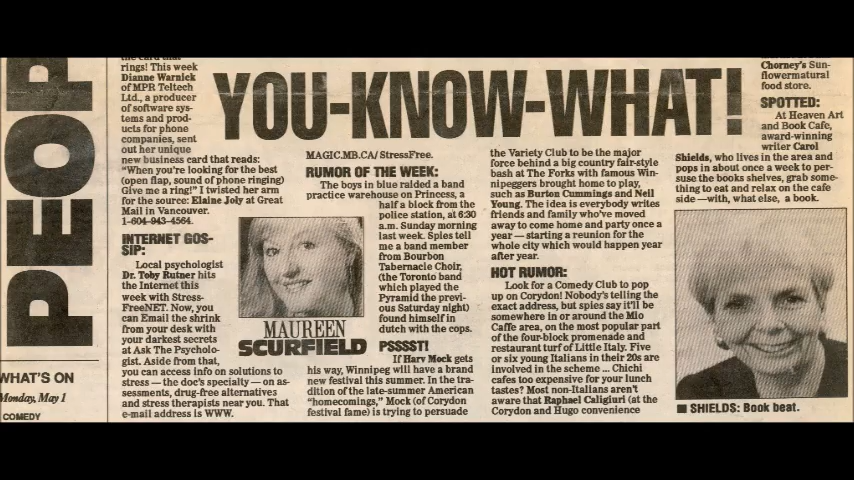 PEOP
WHAT'S ON
Monday, May 1
COMEDY
YOU-KNOW-WHAT!
the card that
rings! This week
Dianne Warnick
of MPR Teltech
Ltd., a producer
of software sys-
tems and prod-
ucts for phone
companies, sent
out her unique
new business card that reads:
"When you're looking for the best
(open flap, sound of phone ringing)
Give me a ring!" I twisted her arm
for the source: Elaine Joly at Great
Mail in Vancouver.
1-604-943-4564.
INTERNET GOS-
SIP:
Local psychologist
Dr. Toby Rutner hits
the Internet this
week with Stress-
FreeNET. Now, you
can Email the shrink
from your desk with
your darkest secrets
at Ask The Psycholo-
gist. Aside from that,
you can access info on solutions to
stress — the doc's specialty — on as-
sessments, drug-free alternatives
and stress therapists near you. That
e-mail address is WWW.
MAGIC.MB.CA/ StressFree.
RUMOR OF THE WEEK:
The boys in blue raided a band
practice warehouse on Princess, a
half a block from the
police station, at 6:30
a.m. Sunday morning
last week. Spies tell
me a band member
from Bourbon
Tabernacle Choir,
(the Toronto band
which played the
Pyramid the previ-
ous Saturday night)
found himself in
dutch with the cops.
MAUREEN
SCURFIELD
PSSSST!
If Harv Mock gets
his way, Winnipeg will have a brand
new festival this summer. In the tra-
dition of the late-summer American
"homecomings," Mock (of Corydon
festival fame) is trying to persuade
the Variety Club to be the major
force behind a big country fair-style
bash at The Forks with famous Win-
nipeggers brought home to play,
such as Burton Cummings and Neil
Young. The idea is everybody writes
friends and family who've moved
away to come home and party once a
year — starting a reunion for the
whole city which would happen year
after year.
HOT RUMOR:
Look for a Comedy Club to pop
up on Corydon! Nobody's telling the
exact address, but spies say it'll be
somewhere in or around the Mio
Caffe area, on the most popular part
of the four-block promenade and
restaurant turf of Little Italy. Five
or six young Italians in their 20s are
involved in the scheme ... Chichi
cafes too expensive for your lunch
tastes? Most non-Italians aren't
aware that Raphael Caligiuri (at the
Corydon and Hugo convenience
Chorney's Sun-
flowermatural
food store.
SPOTTED:
At Heaven Art
and Book Cafe,
award-winning
writer Carol
Shields, who lives in the area and
pops in about once a week to per-
suse the books shelves, grab some-
thing to eat and relax on the cafe
side —with, what else, a book.
SHIELDS: Book beat.